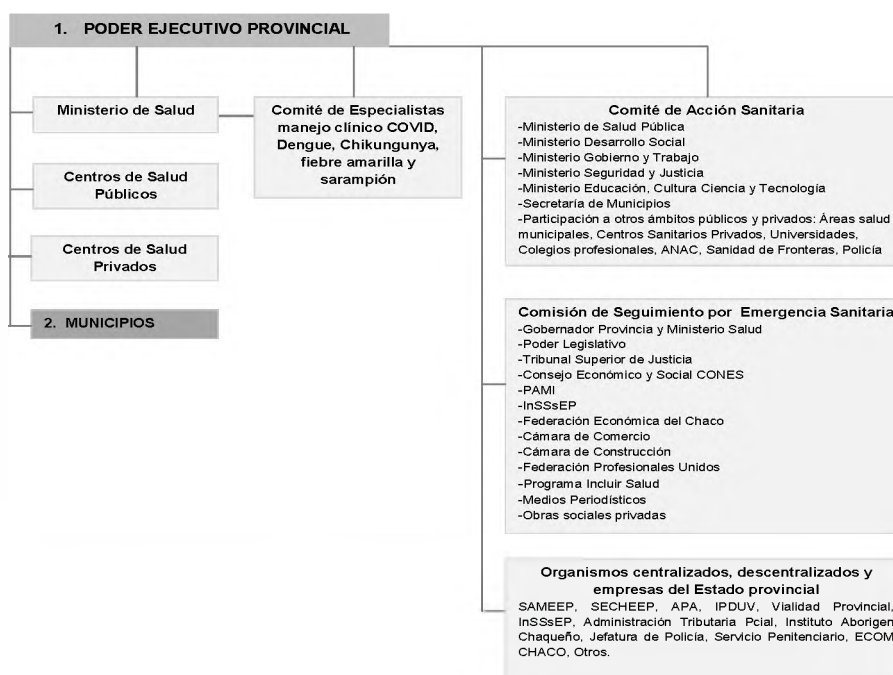 1. PODER EJECUTIVO PROVINCIAL
Ministerio de Salud
Comité de Especialistas
manejo clínico COVID,
Dengue, Chikungunya,
fiebre amarilla y
sarampión
Centros de Salud
Públicos
Centros de Salud
Privados
2. MUNICIPIOS
Comité de Acción Sanitaria
-Ministerio de Salud Pública
-Ministerio Desarrollo Social
-Ministerio Gobierno y Trabajo
-Ministerio Seguridad y Justicia
-Ministerio Educación, Cultura Ciencia y Tecnología
-Secretaría de Municipios
-Participación a otros ámbitos públicos y privados: Áreas salud
municipales, Centros Sanitarios Privados, Universidades,
Colegios profesionales, ANAC, Sanidad de Fronteras, Policía
Comisión de Seguimiento por Emergencia Sanitaria
-Gobernador Provincia y Ministerio Salud
-Poder Legislativo
-Tribunal Superior de Justicia
-Consejo Económico y Social CONES
-PAMI
-InSSsEP
-Federación Económica del Chaco
-Cámara de Comercio
-Cámara de Construcción
-Federación Profesionales Unidos
-Programa Incluir Salud
-Medios Periodísticos
-Obras sociales privadas
Organismos centralizados, descentralizados y
empresas del Estado provincial
SAMEEP, SECHEEP, APA, IPDUV, Vialidad Provincial,
InSSsEP, Administración Tributaria Pcial, Instituto Aborigen
Chaqueño, Jefatura de Policía, Servicio Penitenciario, ECOM
CHACO, Otros.